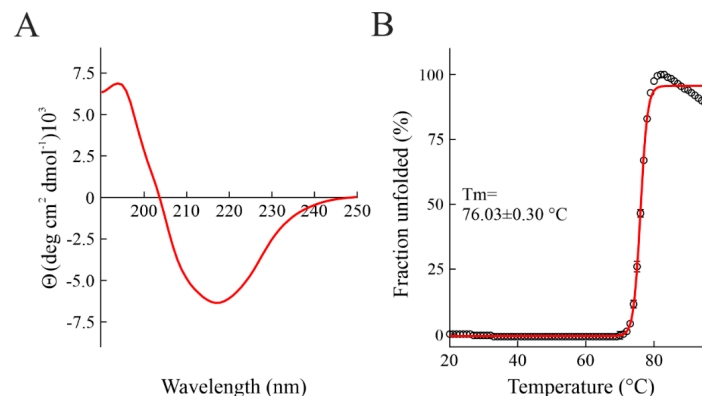 A
B
7.5
5.0
2.5
0
-2.5
-5.0
-7.5
Θ (deg cm² dmol⁻¹)10³
200 210 220 230 240 250
Wavelength (nm)
100
75
50
25
0
Fraction unfolded (%)
Tm=
76.03±0.30 °C
20 40 60 80
Temperature (°C)